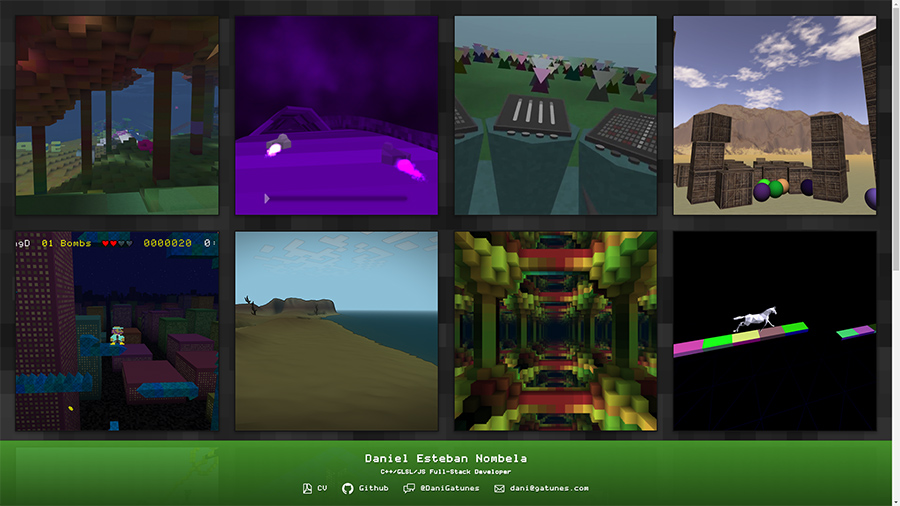 01 Bombs 0000020
Daniel Esteban Nombela
C++/GLSL/JS Full-Stack Developer
CV Github @DaniGatunes dani@gatunes.com